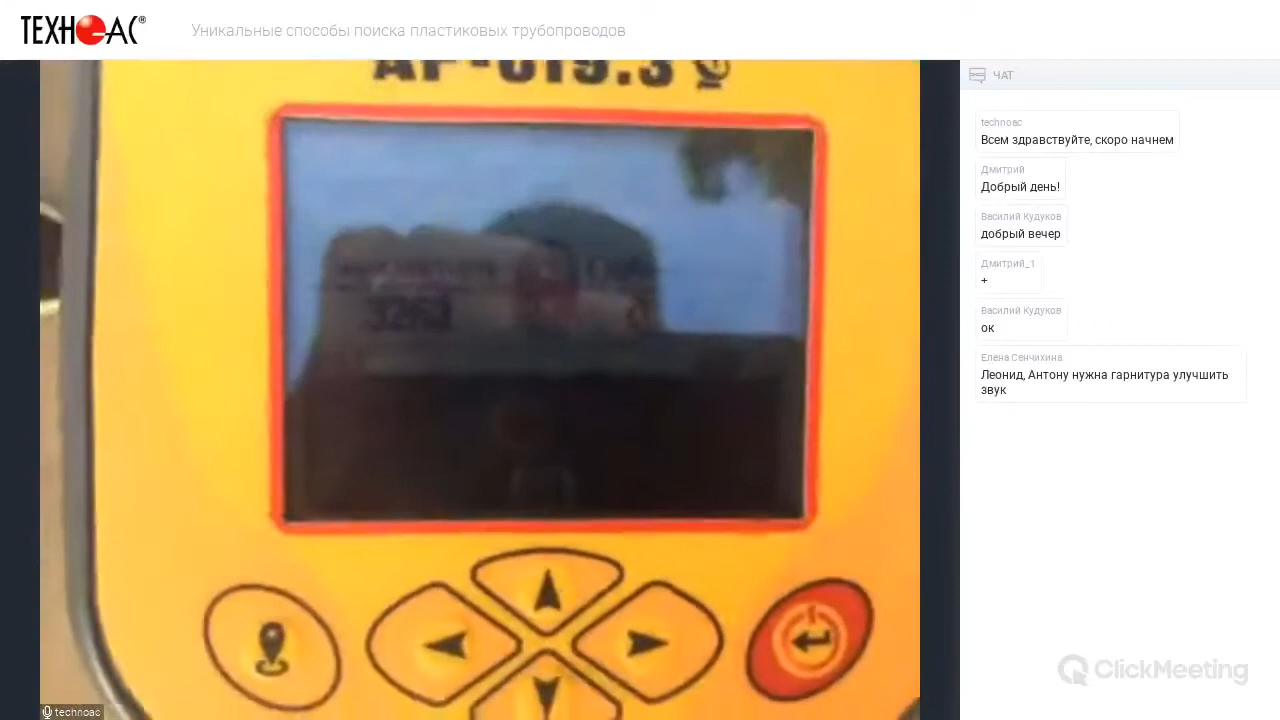 ТЕХНОАС®
Уникальные способы поиска пластиковых трубопроводов
ЧАТ
technoac
Всем здравствуйте, скоро начнем
Дмитрий
Добрый день!
Василий Кудуков
добрый вечер
Дмитрий_1
+
Василий Кудуков
ок
Елена Сенчихина
Леонид, Антону нужна гарнитура улучшить
звук
technoac
ClickMeeting